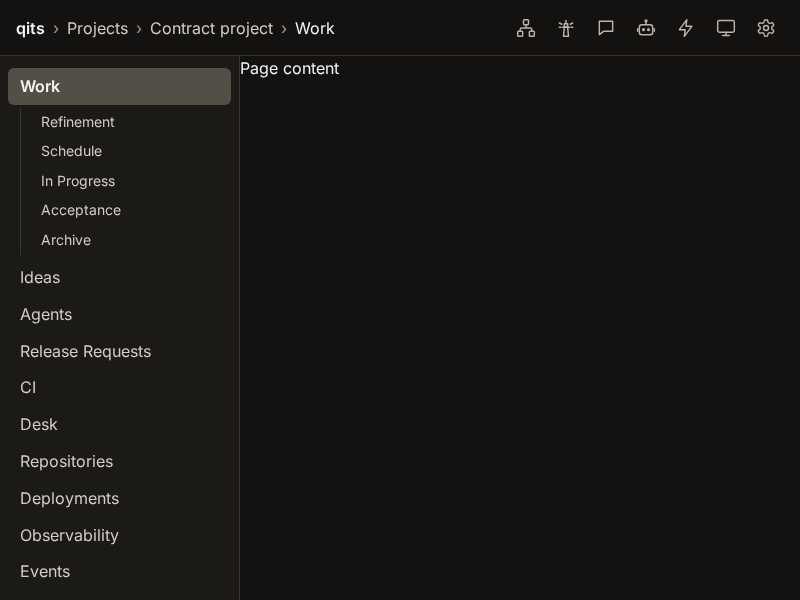 qits › Projects › Contract project › Work
Work
Refinement
Schedule
In Progress
Acceptance
Archive
Ideas
Agents
Release Requests
CI
Desk
Repositories
Deployments
Observability
Events
Page content